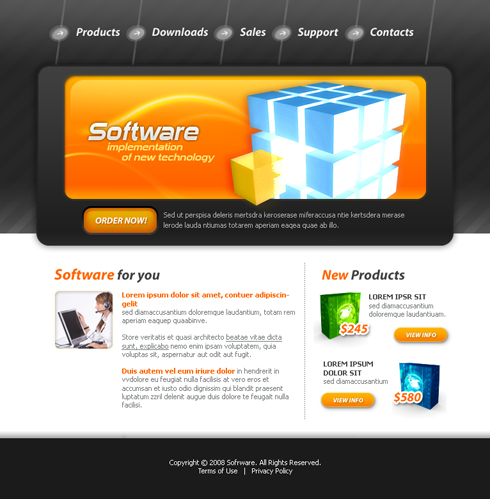 Products Downloads Sales Support Contacts
Software
implementation
of new technology
ORDER NOW!
Sed ut perspisa deleris mertsdra keroserase miferaccusa ntie kertsdera merase
lerode lauda ntiumas totarem aperiam eaqea quae ab illo.
Software for you
Lorem ipsum dolor sit amet, contuer adipiscin-
gelit
sed diamaccusantium doloremque laudantium, totam rem
aperiam eaquep quaabinve.
Store veritatis et quasi architecto beatae vitae dicta
sunt, explicabo nemo enim ipsam voluptatem, quia
voluptas sit, aspernatur aut odit aut fugit.
Duis autem vel eum iriure dolor in hendrerit in
vvdolore eu feugiat nulla facilisis at vero eros et
accumsan et iusto odio dignissim qui blandit praesent
luptatum zzril delenit augue duis dolore te feugait nulla
facilisi.
New Products
LOREM IPSR SIT
sed diamaccusantium
doloremque laudantiumti.
$245
VIEW INFO
LOREM IPSUM
DOLOR SIT
sed diamaccusantium
VIEW INFO
$580
Copyright © 2008 Sofrware. All Rights Reserved.
Terms of Use | Privacy Policy